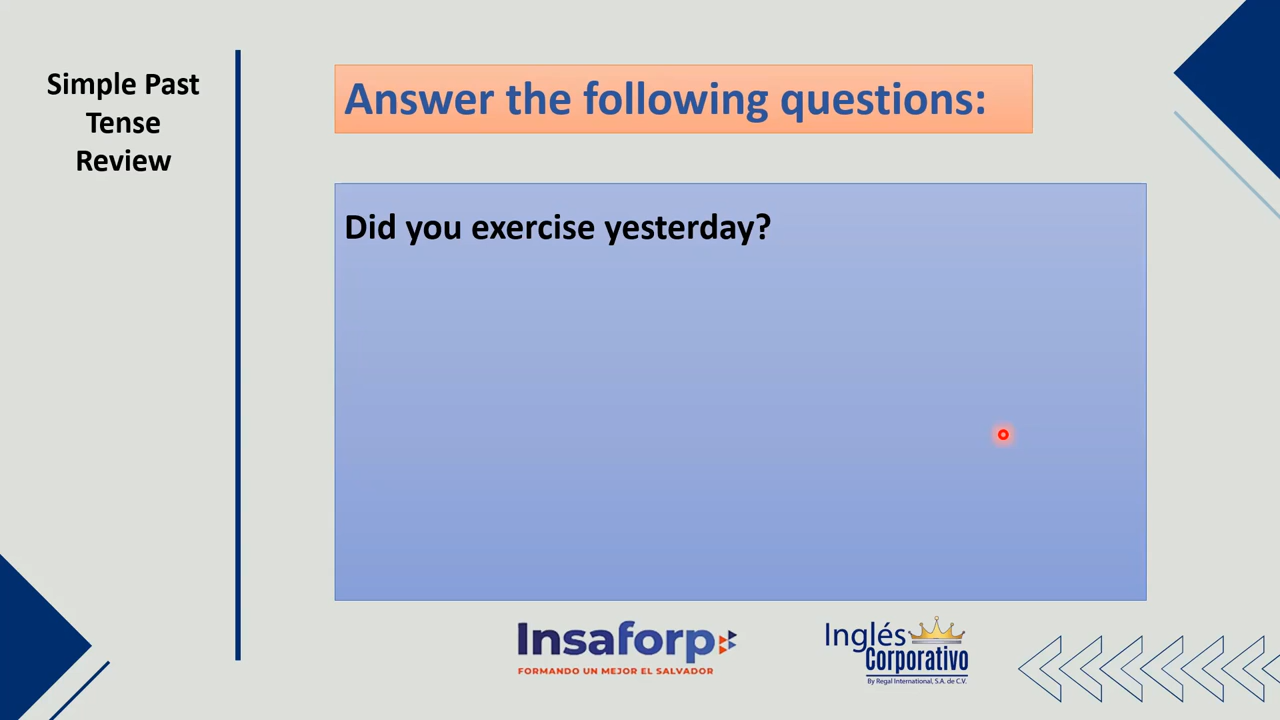 Simple Past
Tense
Review
Answer the following questions:
Did you exercise yesterday?
Insaforp
FORMANDO UN MEJOR EL SALVADOR
Inglés
Corporativo
By Regal International, S.A. de C.V.